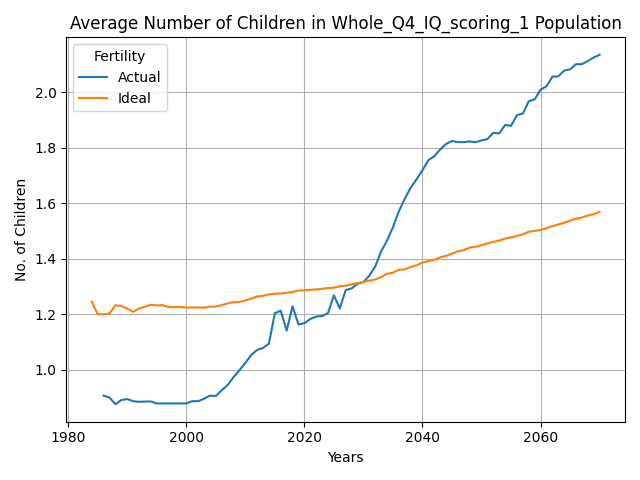 Average Number of Children in Whole_Q4_IQ_scoring_1 Population
Fertility
Actual
Ideal
No. of Children
2.0
1.8
1.6
1.4
1.2
1.0
1980
2000
2020
2040
2060
Years